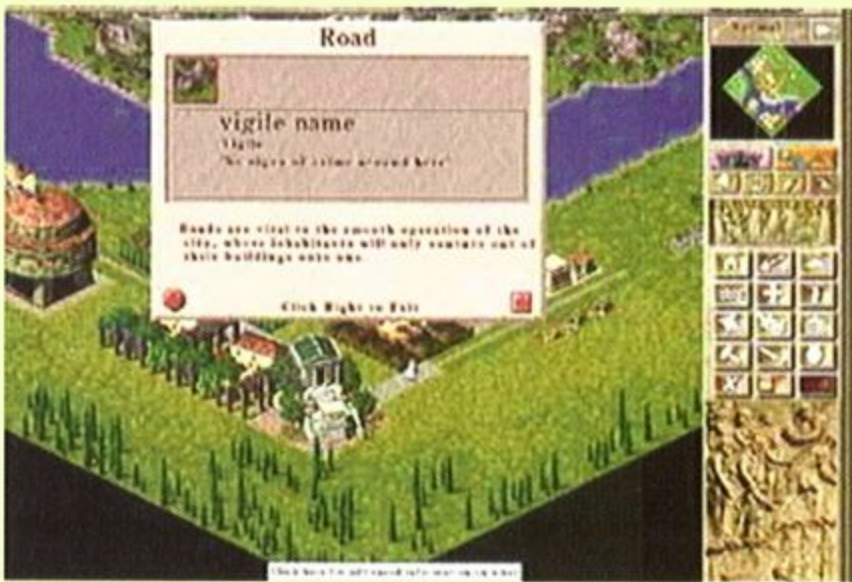 Normal
Road
vigile name
Vigile
'No signs of crime around here'
Roads are vital to the smooth operation of the
city, whose inhabitants will only venture out of
their buildings onto one.
Click Right to Exit